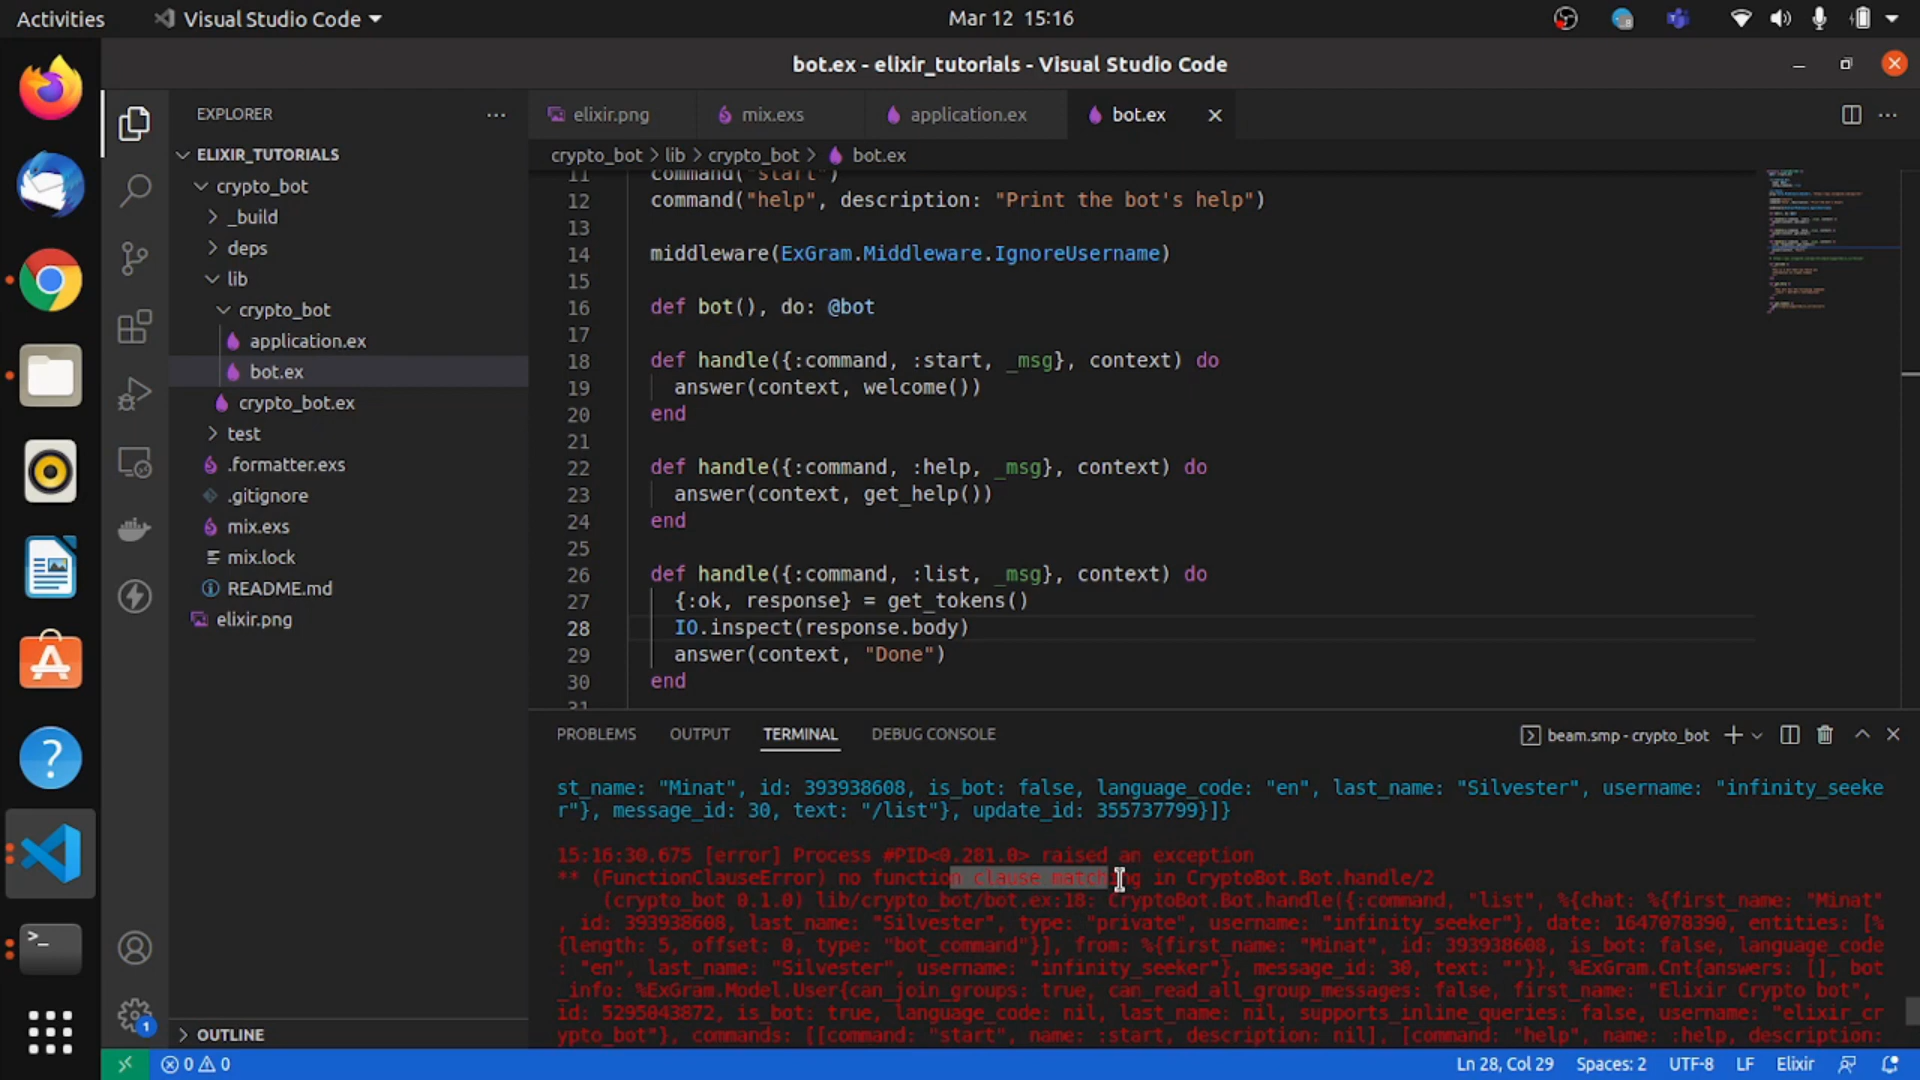 Activities
Visual Studio Code
Mar 12 15:16
bot.ex - elixir_tutorials - Visual Studio Code
EXPLORER
elixir.png
mix.exs
application.ex
bot.ex
ELIXIR_TUTORIALS
crypto_bot > lib > crypto_bot > bot.ex
crypto_bot
_build
deps
lib
crypto_bot
application.ex
bot.ex
crypto_bot.ex
test
.formatter.exs
.gitignore
mix.exs
mix.lock
README.md
elixir.png
OUTLINE
11 command("start")
12 command("help", description: "Print the bot's help")
13
14 middleware(ExGram.Middleware.IgnoreUsername)
15
16 def bot(), do: @bot
17
18 def handle({:command, :start, _msg}, context) do
19 answer(context, welcome())
20 end
21
22 def handle({:command, :help, _msg}, context) do
23 answer(context, get_help())
24 end
25
26 def handle({:command, :list, _msg}, context) do
27 {:ok, response} = get_tokens()
28 IO.inspect(response.body)
29 answer(context, "Done")
30 end
31
PROBLEMS OUTPUT TERMINAL DEBUG CONSOLE
beam.smp - crypto_bot
st_name: "Minat", id: 393938608, is_bot: false, language_code: "en", last_name: "Silvester", username: "infinity_seeke
r"}, message_id: 30, text: "/list"}, update_id: 355737799}]}
15:16:30.675 [error] Process #PID<0.281.0> raised an exception
** (FunctionClauseError) no function clause matching in CryptoBot.Bot.handle/2
(crypto_bot 0.1.0) lib/crypto_bot/bot.ex:18: CryptoBot.Bot.handle({:command, "list", %{chat: %{first_name: "Minat"
, id: 393938608, last_name: "Silvester", type: "private", username: "infinity_seeker"}, date: 1647078390, entities: [%
{length: 5, offset: 0, type: "bot_command"}], from: %{first_name: "Minat", id: 393938608, is_bot: false, language_code
: "en", last_name: "Silvester", username: "infinity_seeker"}, message_id: 30, text: ""}}, %ExGram.Cnt{answers: [], bot
_info: %ExGram.Model.User{can_join_groups: true, can_read_all_group_messages: false, first_name: "Elixir Crypto bot",
id: 5295043872, is_bot: true, language_code: nil, last_name: nil, supports_inline_queries: false, username: "elixir_cr
ypto_bot"}, commands: [[command: "start", name: :start, description: nil], [command: "help", name: :help, description:
1
0 0
Ln 28, Col 29
Spaces: 2
UTF-8
LF
Elixir